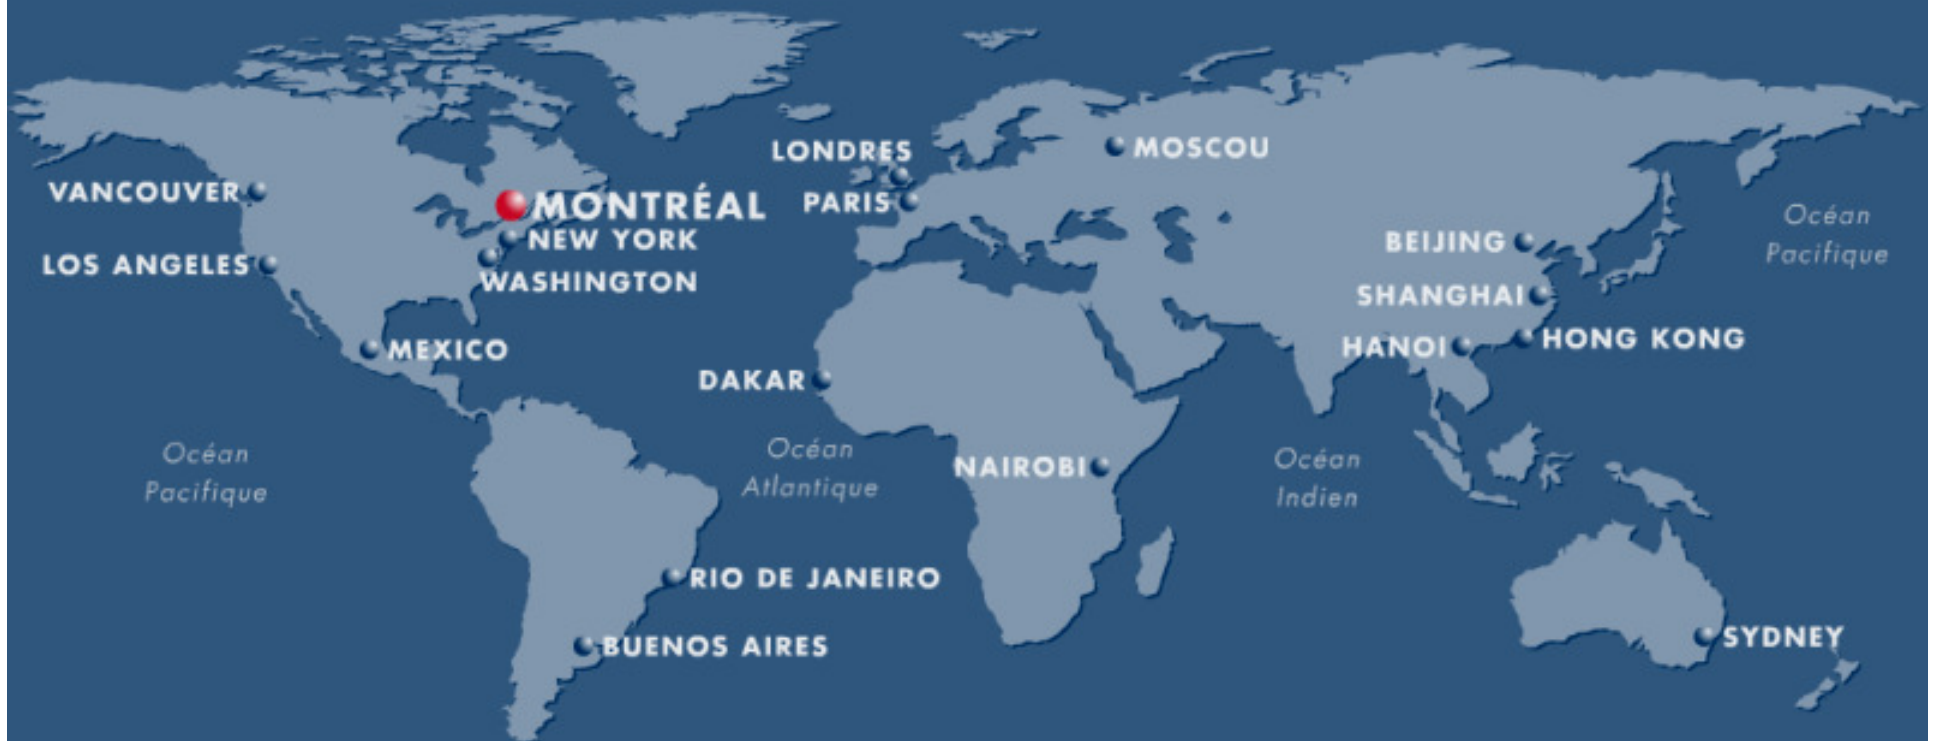 LONDRES
MOSCOU
VANCOUVER
MONTRÉAL
PARIS
Océan
Pacifique
NEW YORK
BEIJING
LOS ANGELES
WASHINGTON
SHANGHAI
MEXICO
HANOI
HONG KONG
DAKAR
Océan
Pacifique
Océan
Atlantique
NAIROBI
Océan
Indien
RIO DE JANEIRO
BUENOS AIRES
SYDNEY